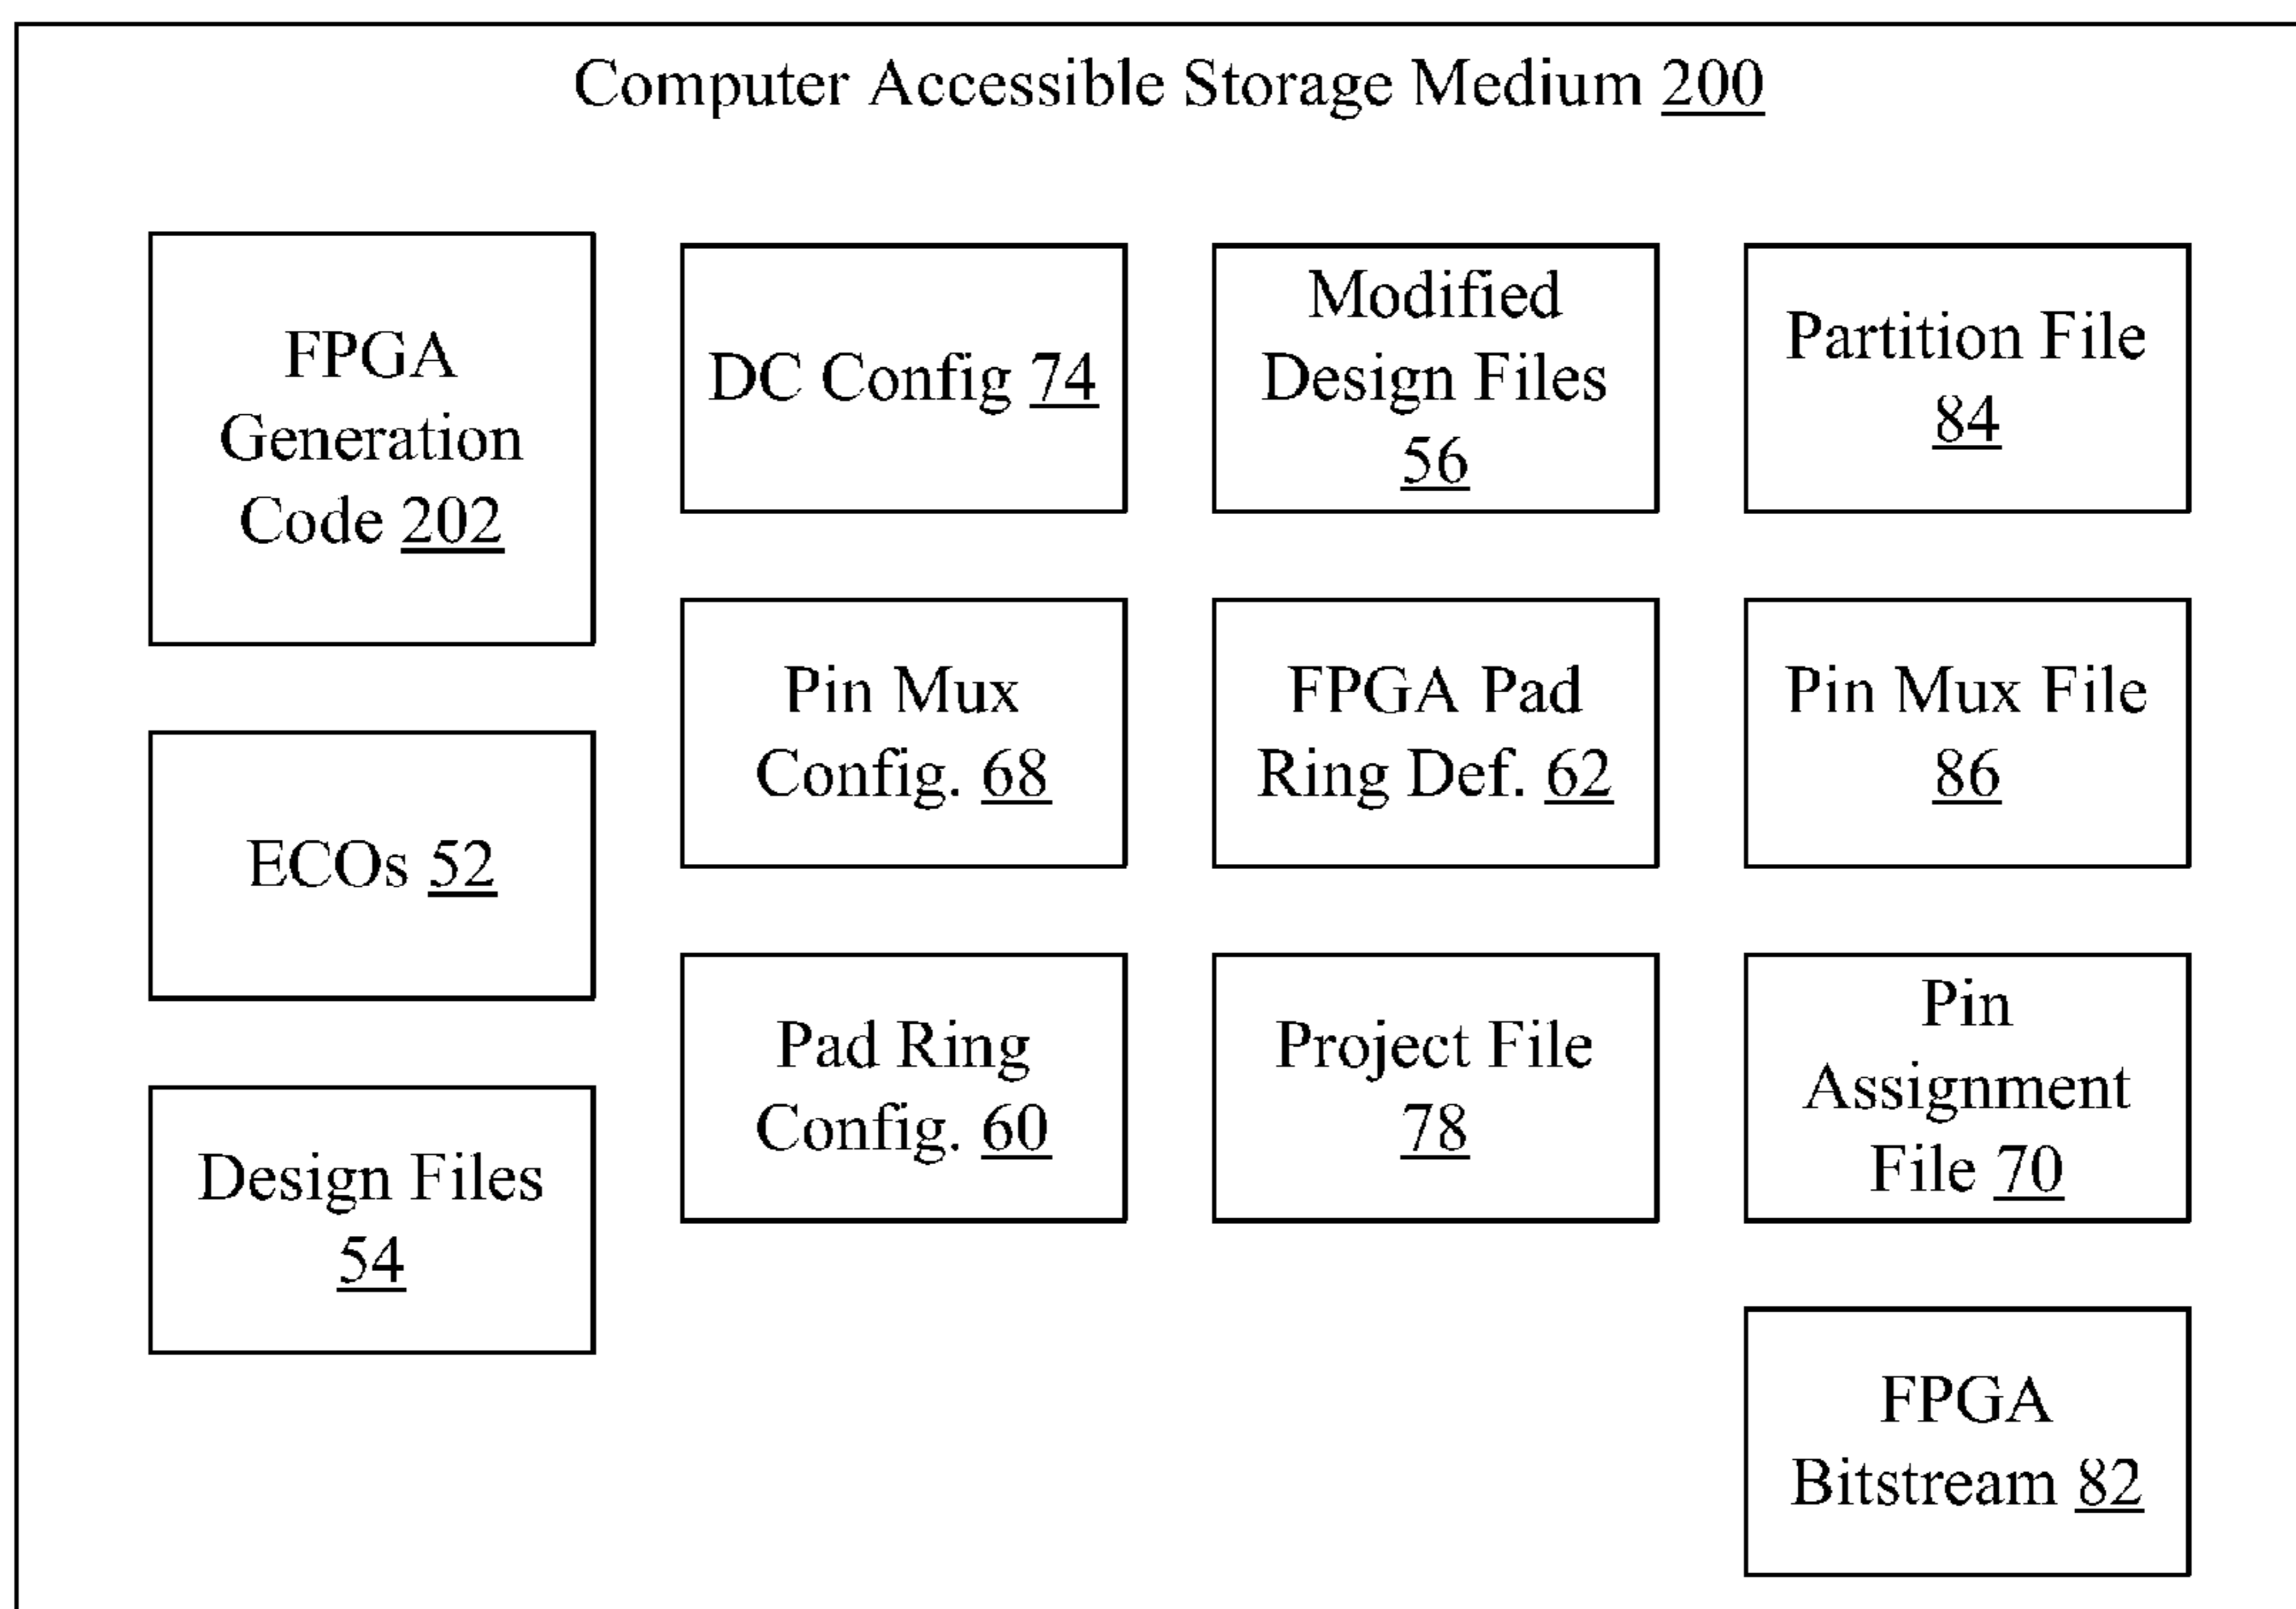 Computer Accessible Storage Medium 200
FPGA
Generation
Code 202
ECOs 52
Design Files
54
DC Config 74
Pin Mux
Config. 68
Pad Ring
Config. 60
Modified
Design Files
56
FPGA Pad
Ring Def. 62
Project File
78
Partition File
84
Pin Mux File
86
Pin
Assignment
File 70
FPGA
Bitstream 82